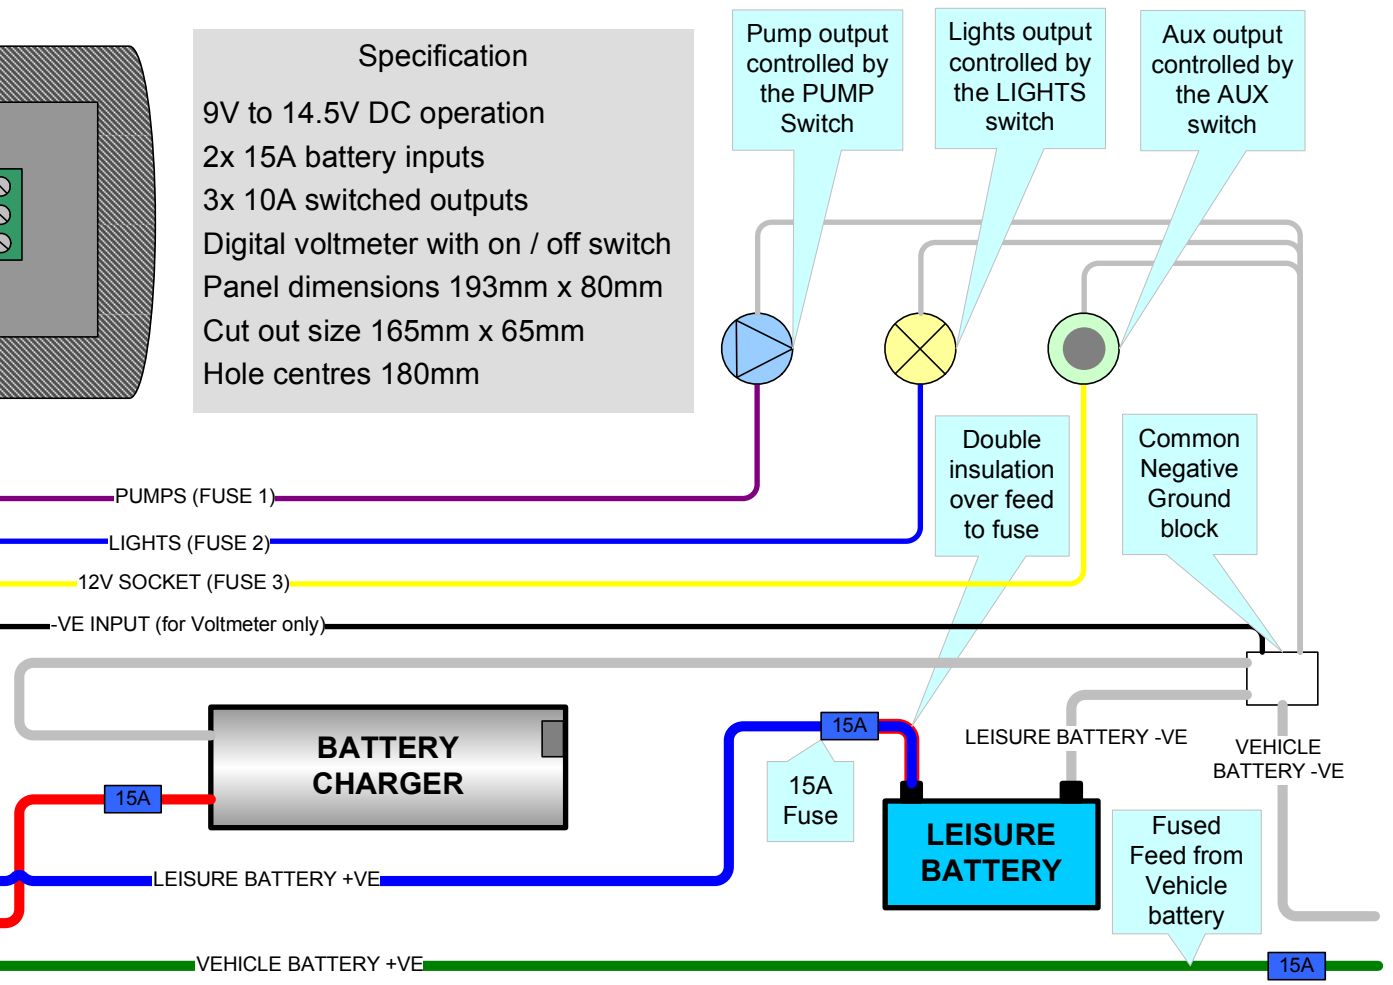 Specification
9V to 14.5V DC operation
2x 15A battery inputs
3x 10A switched outputs
Digital voltmeter with on / off switch
Panel dimensions 193mm x 80mm
Cut out size 165mm x 65mm
Hole centres 180mm
Pump output
controlled by
the PUMP
Switch
Lights output
controlled by
the LIGHTS
switch
Aux output
controlled by
the AUX
switch
Double
insulation
over feed
to fuse
Common
Negative
Ground
block
PUMPS (FUSE 1)
LIGHTS (FUSE 2)
12V SOCKET (FUSE 3)
-VE INPUT (for Voltmeter only)
BATTERY
CHARGER
15A
15A
15A
Fuse
LEISURE BATTERY -VE
VEHICLE
BATTERY -VE
LEISURE
BATTERY
Fused
Feed from
Vehicle
battery
LEISURE BATTERY +VE
VEHICLE BATTERY +VE
15A